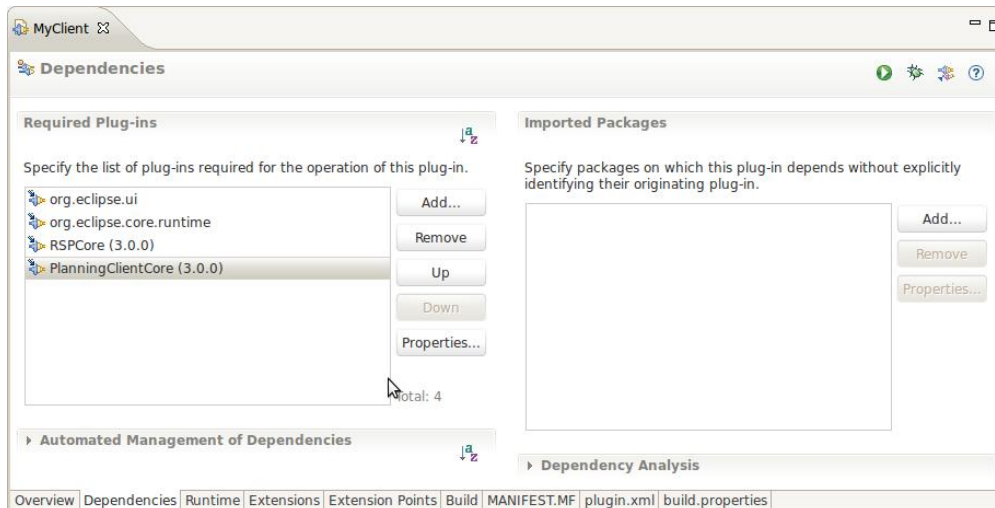 MyClient
Dependencies
Required Plug-ins
Specify the list of plug-ins required for the operation of this plug-in.
org.eclipse.ui
org.eclipse.core.runtime
RSPCore (3.0.0)
PlanningClientCore (3.0.0)
Add...
Remove
Up
Down
Properties...
Total: 4
Automated Management of Dependencies
Imported Packages
Specify packages on which this plug-in depends without explicitly
identifying their originating plug-in.
Add...
Remove
Properties...
Dependency Analysis
Overview Dependencies Runtime Extensions Extension Points Build MANIFEST.MF plugin.xml build.properties